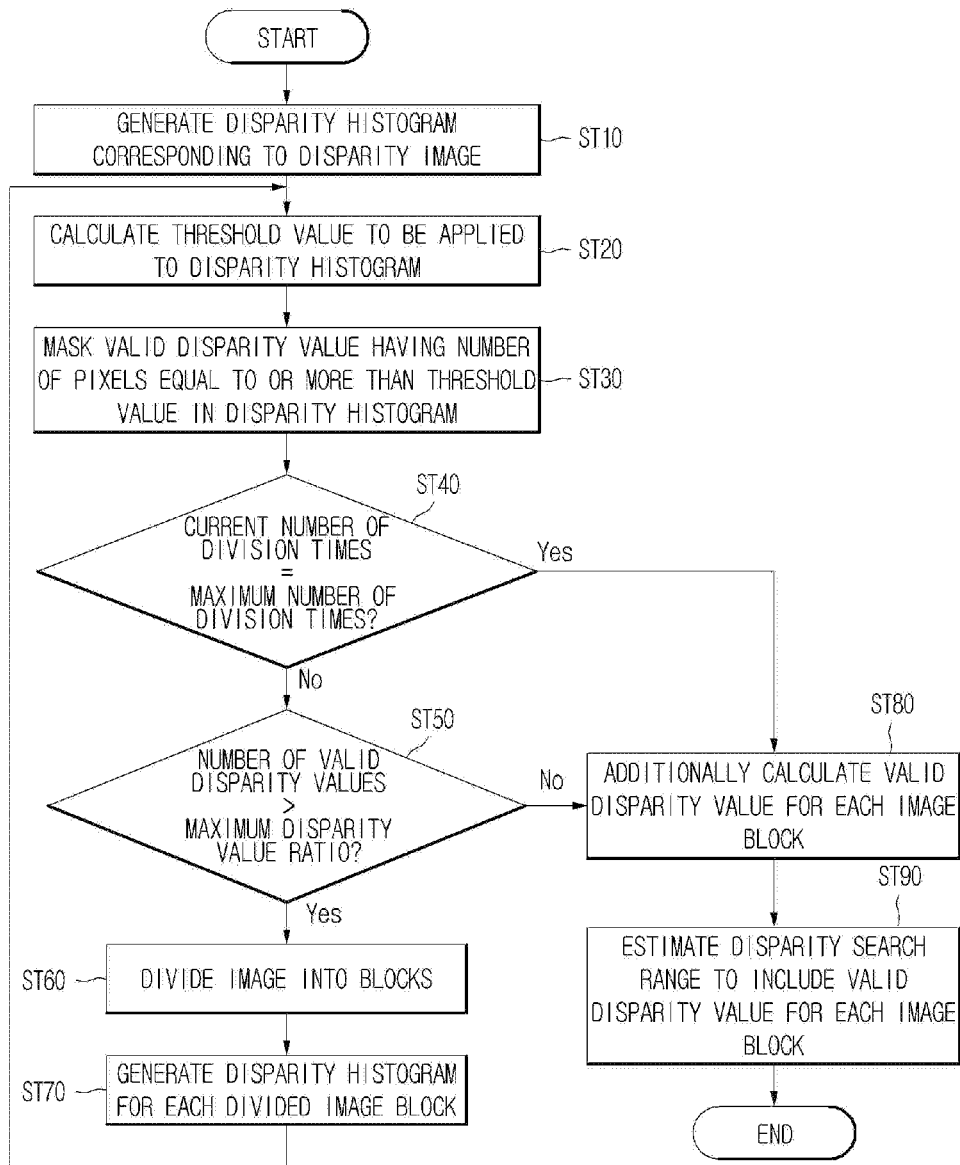 START
GENERATE DISPARITY HISTOGRAM
CORRESPONDING TO DISPARITY IMAGE
ST10
CALCULATE THRESHOLD VALUE TO BE APPLIED
TO DISPARITY HISTOGRAM
ST20
MASK VALID DISPARITY VALUE HAVING NUMBER
OF PIXELS EQUAL TO OR MORE THAN THRESHOLD
VALUE IN DISPARITY HISTOGRAM
ST30
ST40
CURRENT NUMBER OF
DIVISION TIMES
=
MAXIMUM NUMBER OF
DIVISION TIMES?
Yes
No
ST50
NUMBER OF VALID
DISPARITY VALUES
>
MAXIMUM DISPARITY
VALUE RATIO?
No
Yes
ST80
ADDITIONALLY CALCULATE VALID
DISPARITY VALUE FOR EACH IMAGE
BLOCK
ST90
ESTIMATE DISPARITY SEARCH
RANGE TO INCLUDE VALID
DISPARITY VALUE FOR EACH IMAGE
BLOCK
ST60
DIVIDE IMAGE INTO BLOCKS
ST70
GENERATE DISPARITY HISTOGRAM
FOR EACH DIVIDED IMAGE BLOCK
END